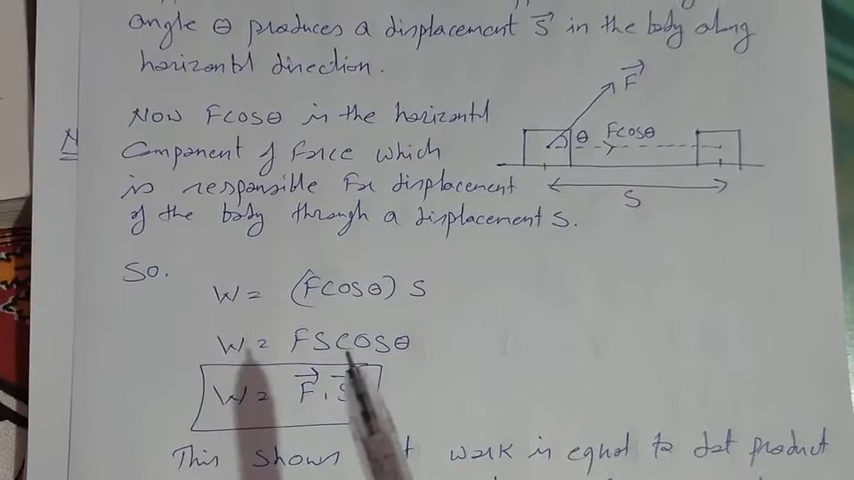 angle θ produces a displacement S⃗ in the body along
horizontal direction.
Now FCOSθ is the horizontal
Component of force which
is responsible for displacement
of the body through a displacement S.
F⃗
θ
FCOSθ
S
N
SO.
W = (FCOSθ) S
W = FSCOSθ
W = F⃗ . S⃗
This shows work is equal to dot product